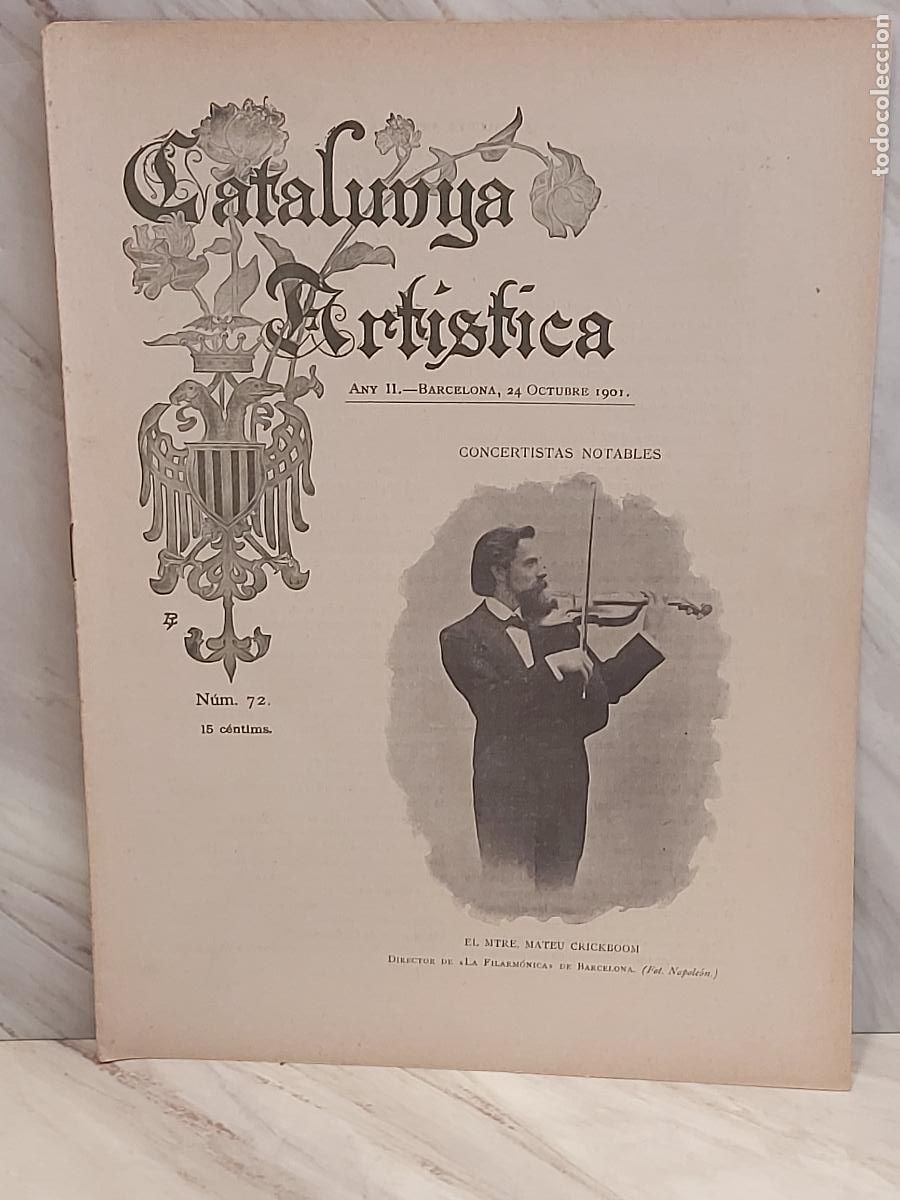 Catalunya
Artistica
ANY II.—BARCELONA, 24 OCTUBRE 1901.
CONCERTISTAS NOTABLES
Núm. 72.
15 céntims.
EL MTRE. MATEU CRICKBOOM
DIRECTOR DE «LA FILARMÓNICA» DE BARCELONA. (Fot. Napoleón.)
todocoleccion